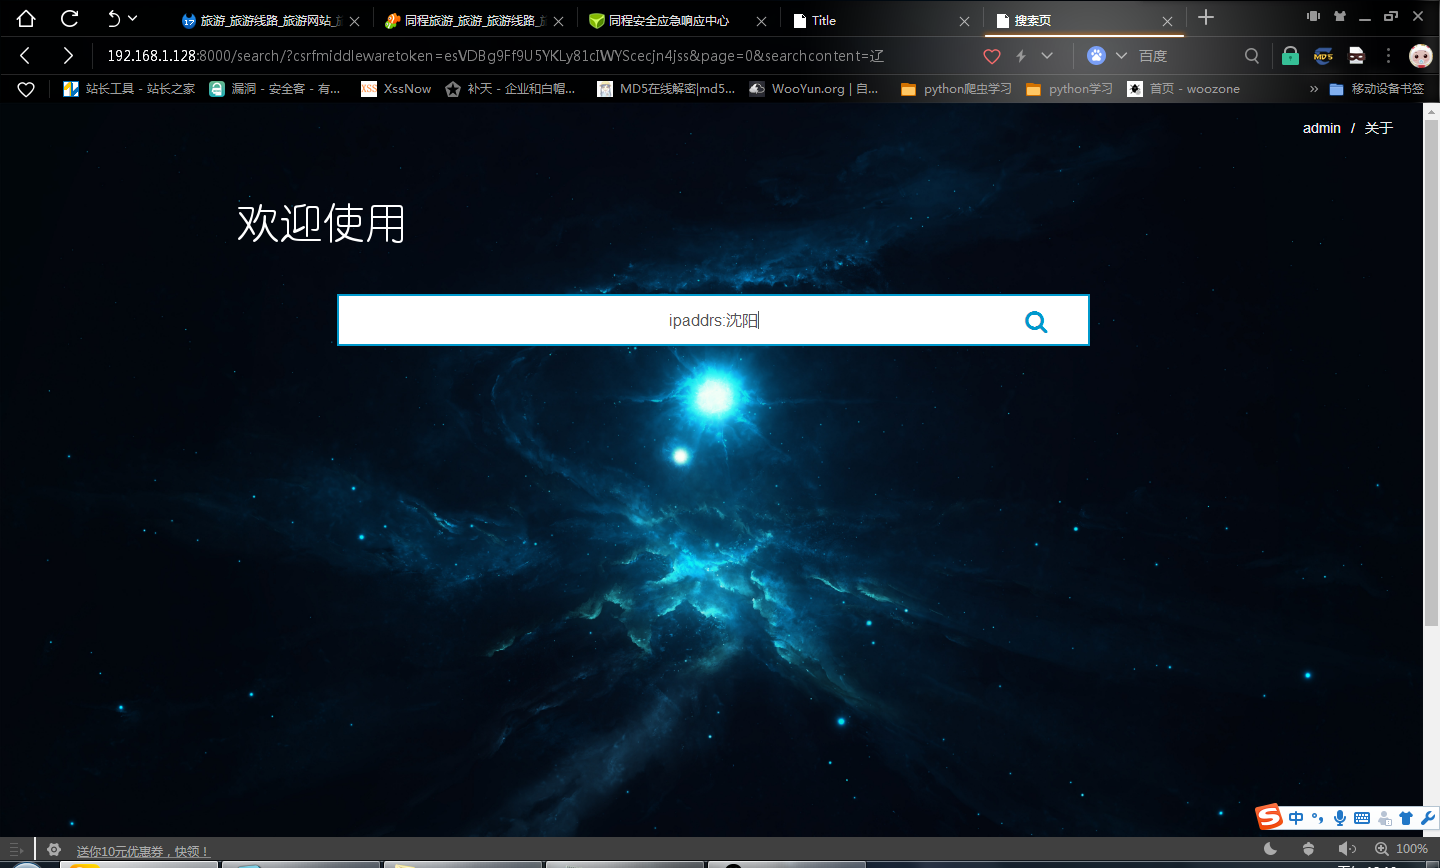 旅游_旅游线路_旅游网站_
同程旅游_旅游_旅游线路_
同程安全应急响应中心
Title
搜索页
192.168.1.128:8000/search/?csrfmiddlewaretoken=esVDBg9Ff9U5YKLy81cIWYScecjn4jss&page=0&searchcontent=辽
百度
MD5
站长工具 - 站长之家
漏洞 - 安全客 - 有...
XSS
XssNow
补天 - 企业和白帽...
MD5在线解密|md5...
WooYun.org | 自...
python爬虫学习
python学习
首页 - woozone
»
移动设备书签
admin / 关于
欢迎使用
ipaddrs:沈阳
中
送你10元优惠券，快领！
100%